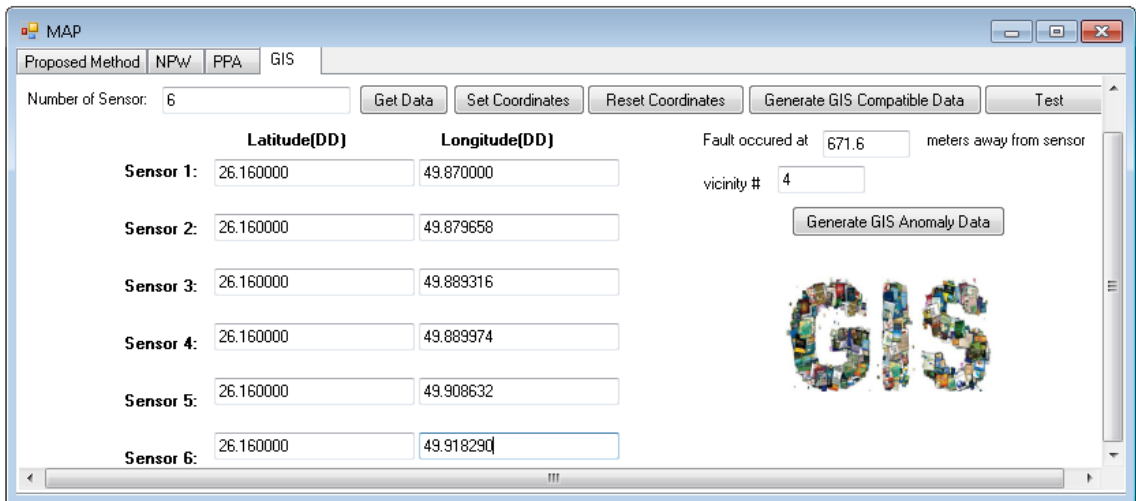 MAP
Proposed Method NPW PPA GIS
Number of Sensor: 6 Get Data Set Coordinates Reset Coordinates Generate GIS Compatible Data Test
Latitude(DD) Longitude(DD) Fault occured at 671.6 meters away from sensor
Sensor 1: 26.160000 49.870000 vicinity # 4
Sensor 2: 26.160000 49.879658 Generate GIS Anomaly Data
Sensor 3: 26.160000 49.889316
GIS
Sensor 4: 26.160000 49.889974
Sensor 5: 26.160000 49.908632
Sensor 6: 26.160000 49.918290